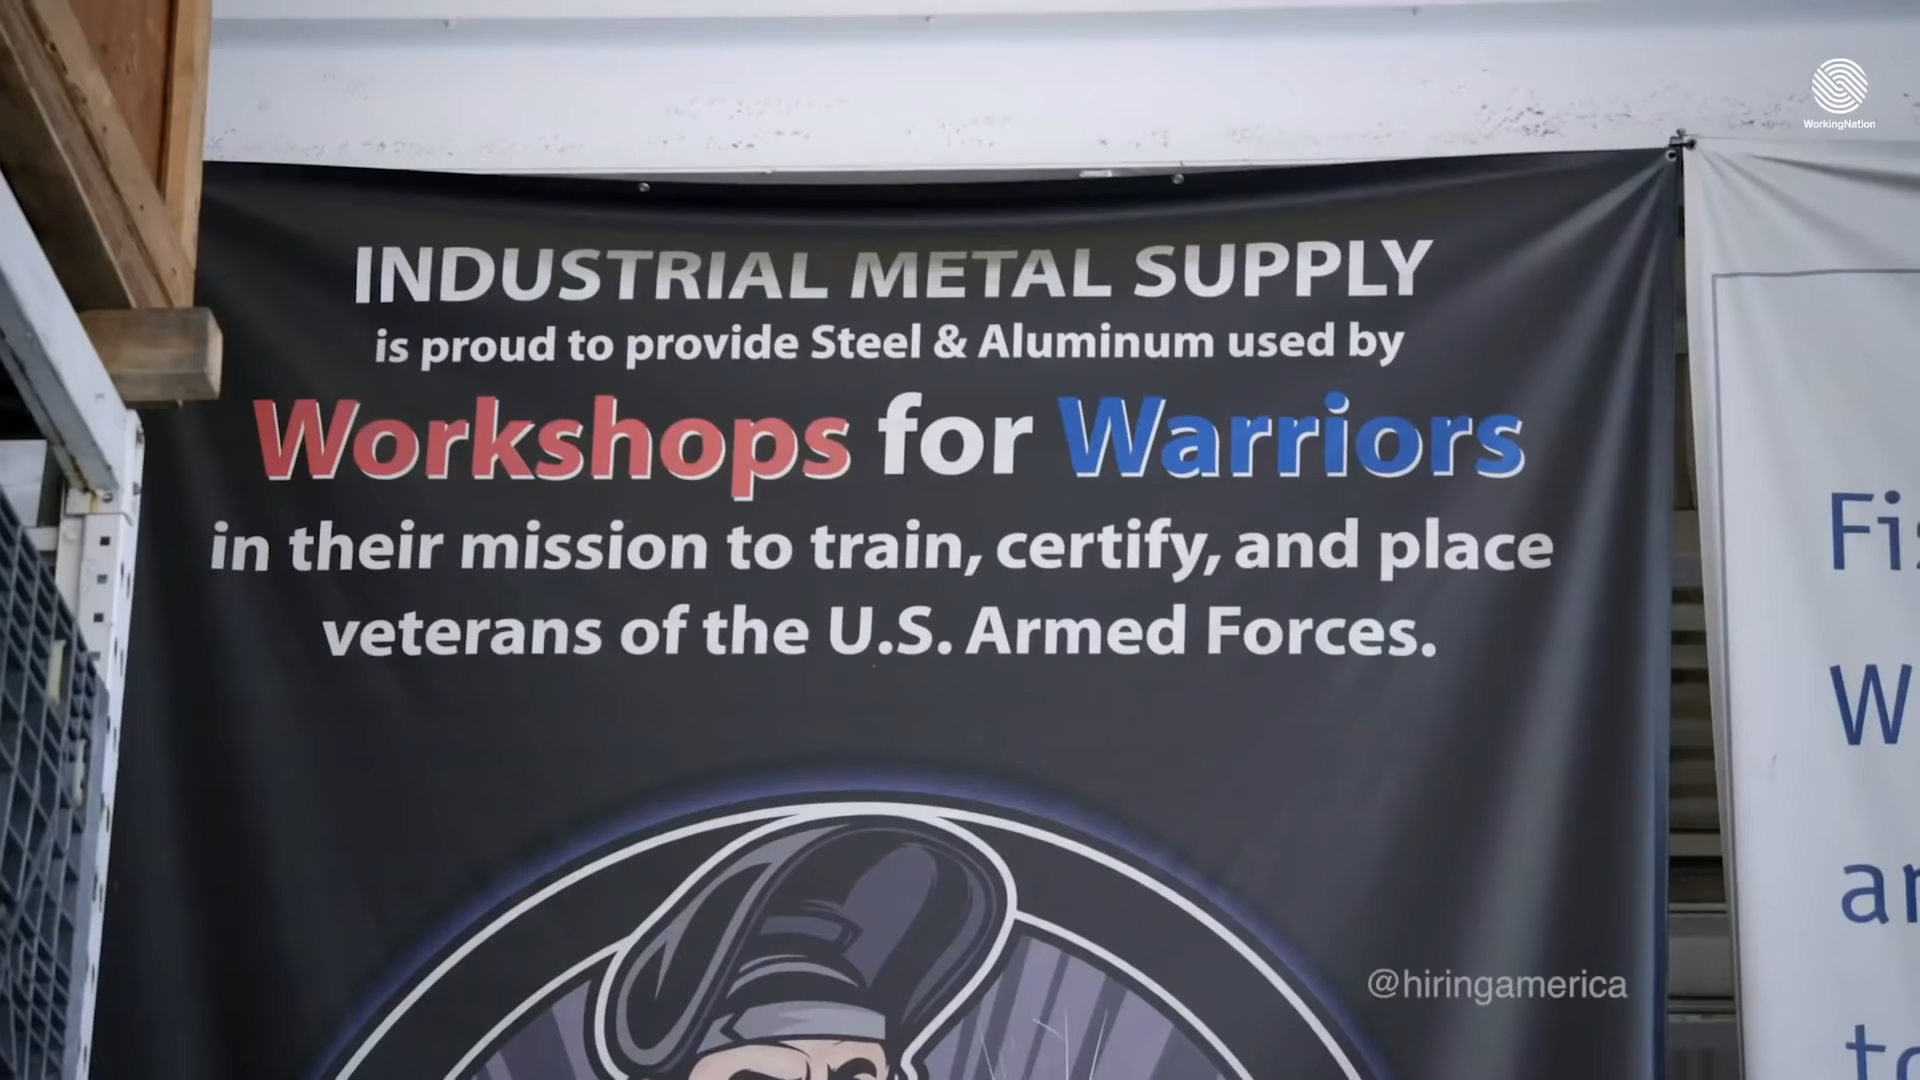 WorkingNation
INDUSTRIAL METAL SUPPLY
is proud to provide Steel & Aluminum used by
Workshops for Warriors
in their mission to train, certify, and place
veterans of the U.S. Armed Forces.
@hiringamerica